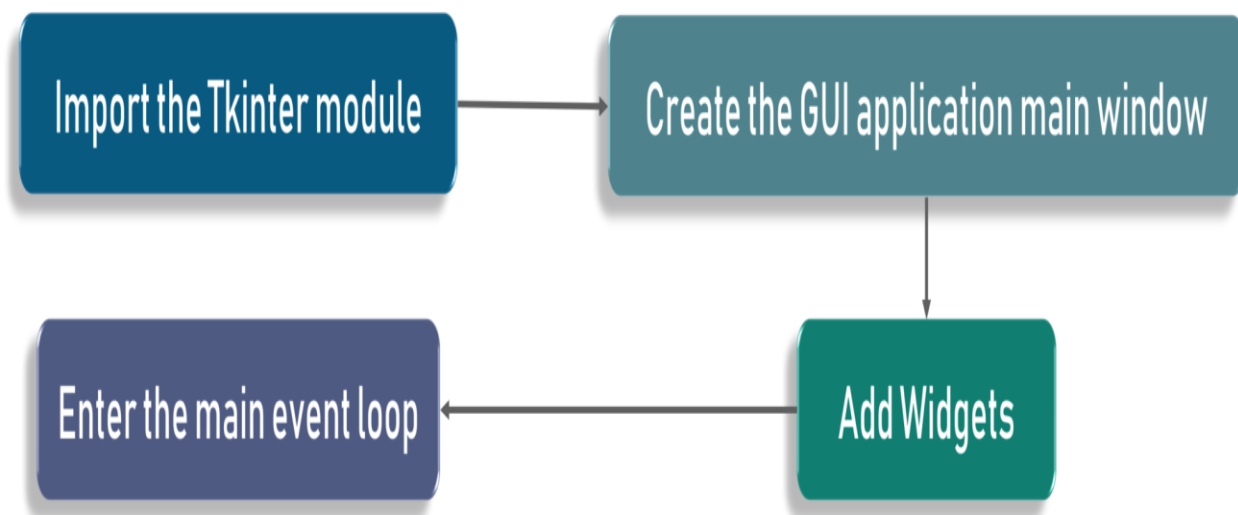 Import the Tkinter module
Create the GUI application main window
Add Widgets
Enter the main event loop